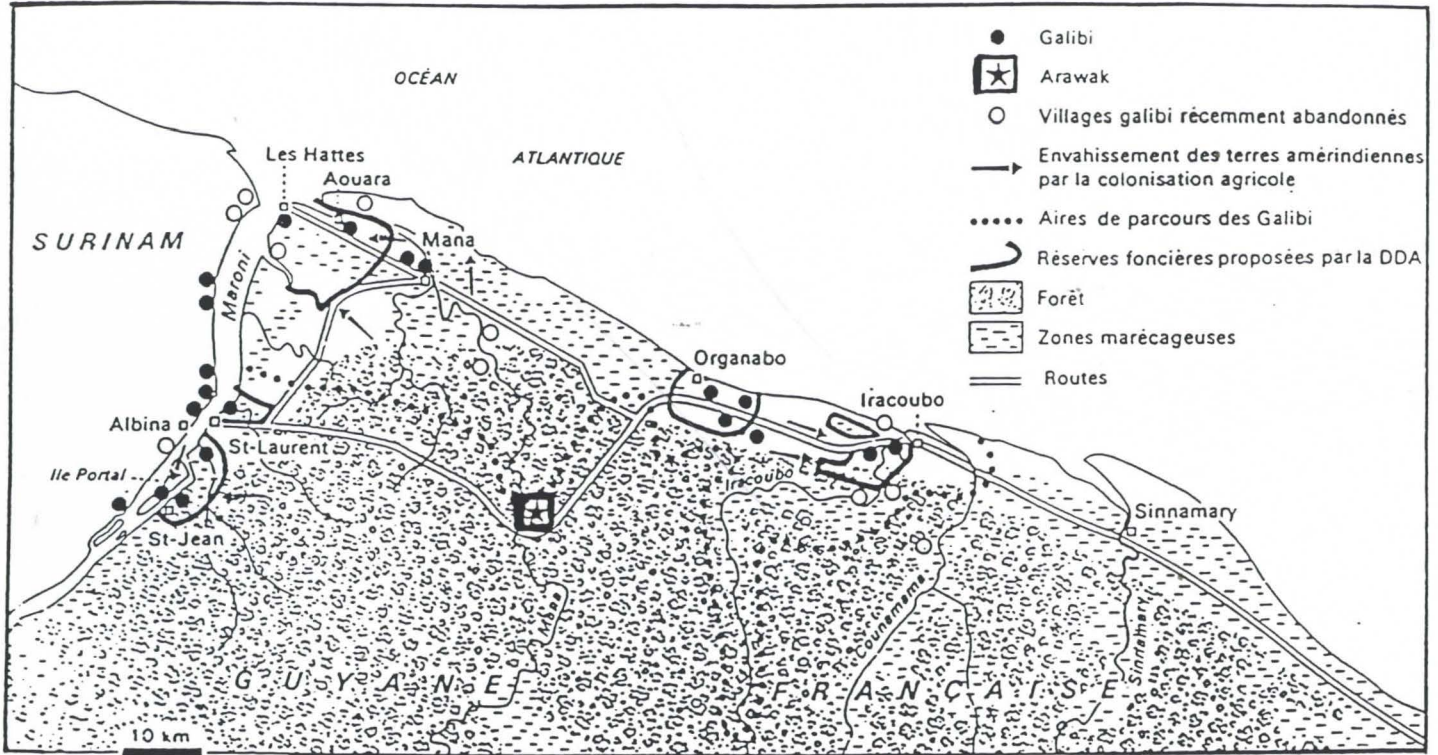 OCÉAN
ATLANTIQUE
Galibi
Arawak
Villages galibi récemment abandonnés
Envahissement des terres amérindiennes
par la colonisation agricole
Aires de parcours des Galibi
Réserves foncières proposées par la DDA
Forêt
Zones marécageuses
Routes
Les Hattes
Aouara
SURINAM
Maroni
Mana
Organabo
Iracoubo
Albina
St-Laurent
Ile Portal
St-Jean
Iracoubo
Sinnamary
Mana
Counamama
Sinnamary
GUYANE FRANÇAISE
10 km